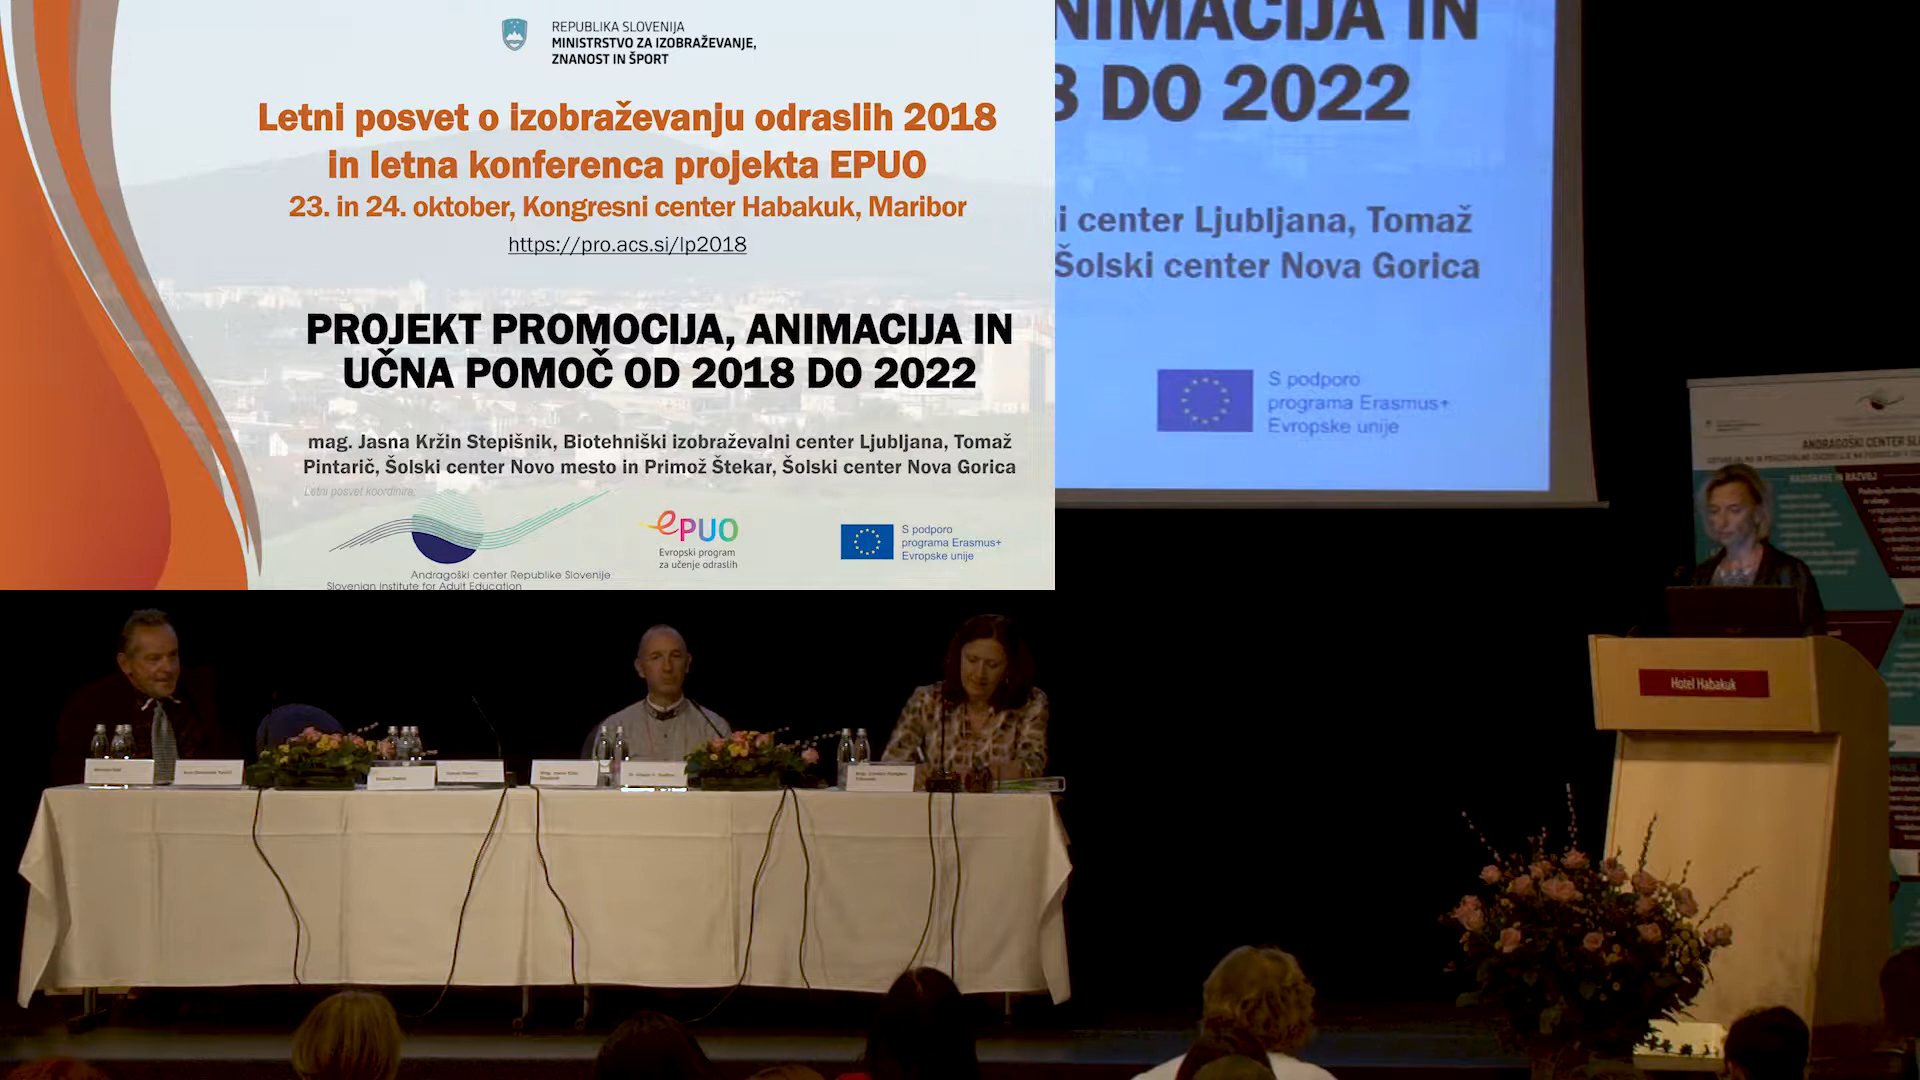 REPUBLIKA SLOVENIJA
MINISTRSTVO ZA IZOBRAŽEVANJE,
ZNANOST IN ŠPORT
Letni posvet o izobraževanju odraslih 2018
in letna konferenca projekta EPUO
23. in 24. oktober, Kongresni center Habakuk, Maribor
https://pro.acs.si/lp2018
PROJEKT PROMOCIJA, ANIMACIJA IN
UČNA POMOČ OD 2018 DO 2022
mag. Jasna Kržin Stepišnik, Biotehniški izobraževalni center Ljubljana, Tomaž
Pintarič, Šolski center Novo mesto in Primož Štekar, Šolski center Nova Gorica
Letni posvet koordinira:
Andragoški center Republike Slovenije
Slovenian Institute for Adult Education
ePUO
Evropski program
za učenje odraslih
S podporo
programa Erasmus+
Evropske unije
NIMACIJA IN
8 DO 2022
i center Ljubljana, Tomaž
Šolski center Nova Gorica
S podporo
programa Erasmus+
Evropske unije
ANDRAGOŠKI CENTER SL
RAZISKAVE IN RAZVOJ
Hotel Habakuk